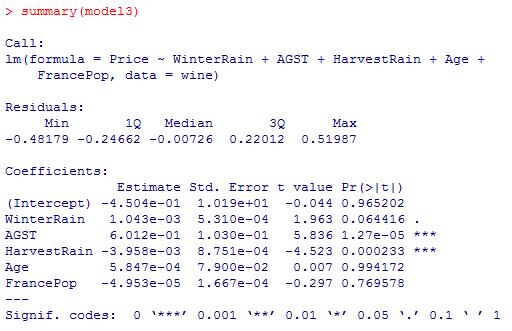 > summary(model3)
Call:
lm(formula = Price ~ WinterRain + AGST + HarvestRain + Age +
    FrancePop, data = wine)
Residuals:
     Min       1Q   Median       3Q      Max
-0.48179 -0.24662 -0.00726  0.22012  0.51987
Coefficients:
              Estimate Std. Error t value Pr(>|t|)
(Intercept) -4.504e-01  1.019e+01  -0.044 0.965202
WinterRain   1.043e-03  5.310e-04   1.963 0.064416 .
AGST         6.012e-01  1.030e-01   5.836 1.27e-05 ***
HarvestRain -3.958e-03  8.751e-04  -4.523 0.000233 ***
Age          5.847e-04  7.900e-02   0.007 0.994172
FrancePop   -4.953e-05  1.667e-04  -0.297 0.769578
---
Signif. codes:  0 ‘***’ 0.001 ‘**’ 0.01 ‘*’ 0.05 ‘.’ 0.1 ‘ ’ 1